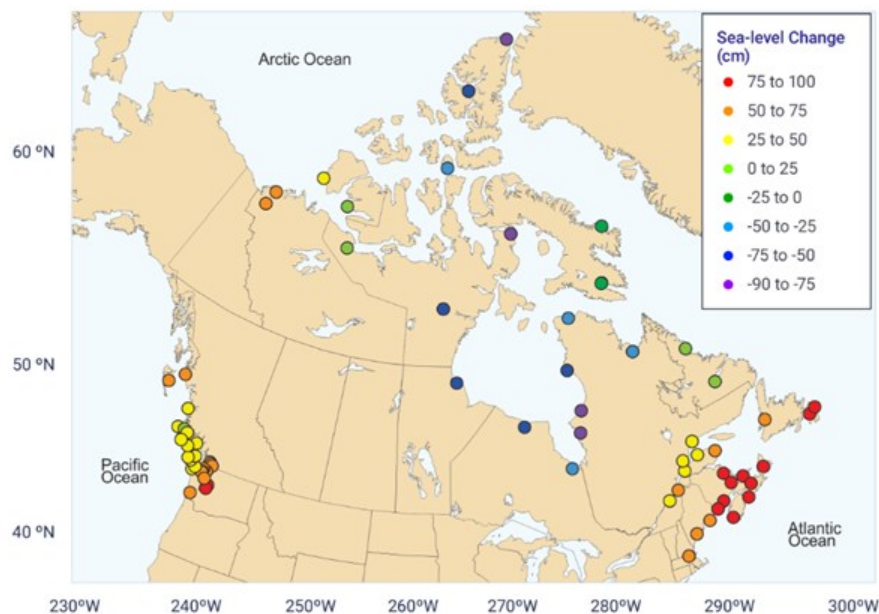 Sea-level Change
(cm)
75 to 100
50 to 75
25 to 50
0 to 25
-25 to 0
-50 to -25
-75 to -50
-90 to -75
Arctic Ocean
60 ºN
50 ºN
40 ºN
Pacific
Ocean
Atlantic
Ocean
230ºW 240ºW 250ºW 260ºW 270ºW 280ºW 290ºW 300ºW